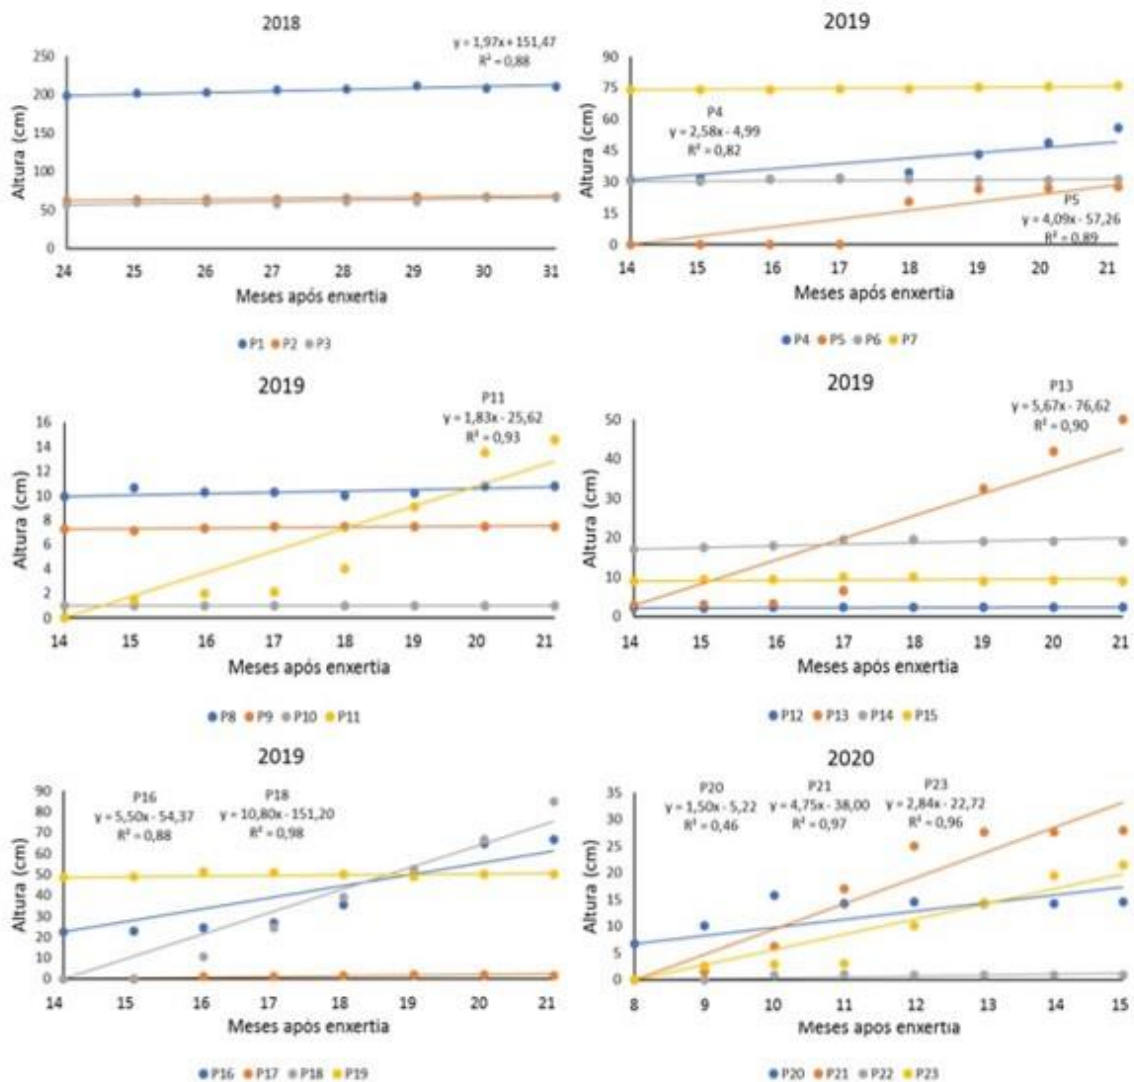 2018
y = 1,97x + 151,47
R² = 0,88
250
200
150
100
50
0
Altura (cm)
24 25 26 27 28 29 30 31
Meses após enxertia
P1 P2 P3
2019
90
75
60
45
30
15
0
Altura (cm)
P4
y = 2,58x - 4,99
R² = 0,82
P5
y = 4,09x - 57,26
R² = 0.89
14 15 16 17 18 19 20 21
Meses após enxertia
P4 P5 P6 P7
2019
P11
y = 1,83x - 25,62
R² = 0,93
16
14
12
10
8
6
4
2
0
Altura (cm)
14 15 16 17 18 19 20 21
Meses após enxertia
P8 P9 P10 P11
2019
P13
y = 5,67x - 76,62
R² = 0,90
50
40
30
20
10
0
Altura (cm)
14 15 16 17 18 19 20 21
Meses após enxertia
P12 P13 P14 P15
2019
P16
y = 5,50x - 54,37
R² = 0,88
P18
y = 10,80x - 151,20
R² = 0,98
90
80
70
60
50
40
30
20
10
0
Altura (cm)
14 15 16 17 18 19 20 21
Meses após enxertia
P16 P17 P18 P19
2020
P20
y = 1,50x - 5,22
R² = 0,46
P21
y = 4,75x - 38,00
R² = 0,97
P23
y = 2,84x - 22,72
R² = 0,96
35
30
25
20
15
10
5
0
Altura (cm)
8 9 10 11 12 13 14 15
Meses apos enxertia
P20 P21 P22 P23